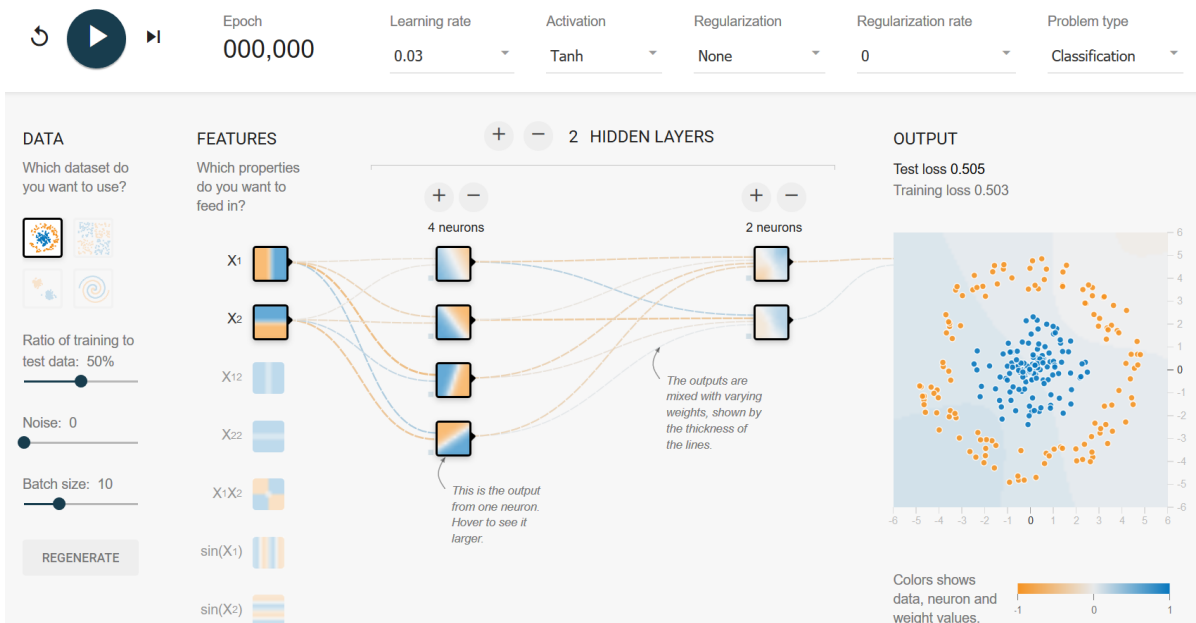 Epoch
000,000
Learning rate
0.03
Activation
Tanh
Regularization
None
Regularization rate
0
Problem type
Classification
DATA
Which dataset do
you want to use?
Ratio of training to
test data: 50%
Noise: 0
Batch size: 10
REGENERATE
FEATURES
Which properties
do you want to
feed in?
X1
X2
X12
X22
X1X2
sin(X1)
sin(X2)
+ − 2 HIDDEN LAYERS
+ −
4 neurons
+ −
2 neurons
The outputs are
mixed with varying
weights, shown by
the thickness of
the lines.
This is the output
from one neuron.
Hover to see it
larger.
OUTPUT
Test loss 0.505
Training loss 0.503
6
5
4
3
2
1
0
-1
-2
-3
-4
-5
-6
-6 -5 -4 -3 -2 -1 0 1 2 3 4 5 6
Colors shows
data, neuron and
weight values.
-1 0 1